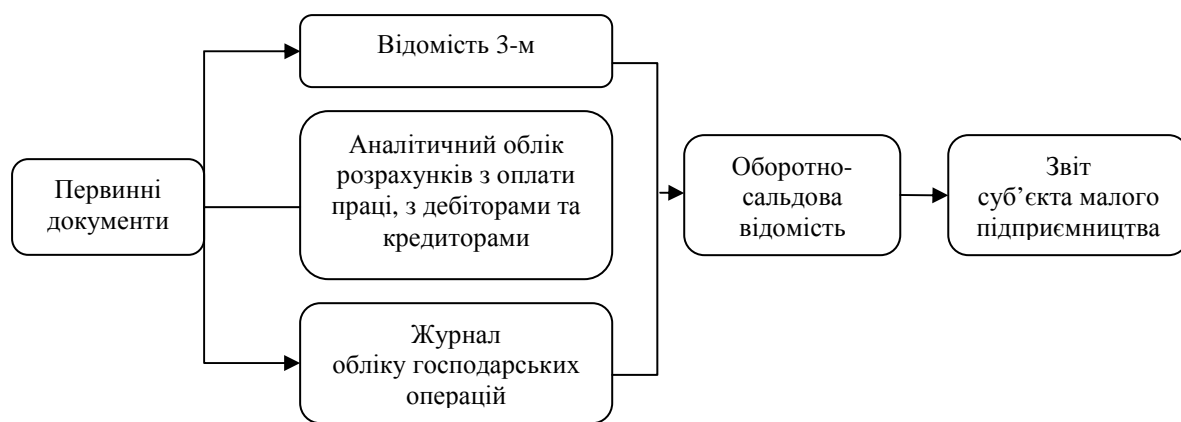 Відомість 3-м
Аналітичний облік
розрахунків з оплати
праці, з дебіторами та
кредиторами
Первинні
документи
Оборотно-
сальдова
відомість
Звіт
суб’єкта малого
підприємництва
Журнал
обліку господарських
операцій